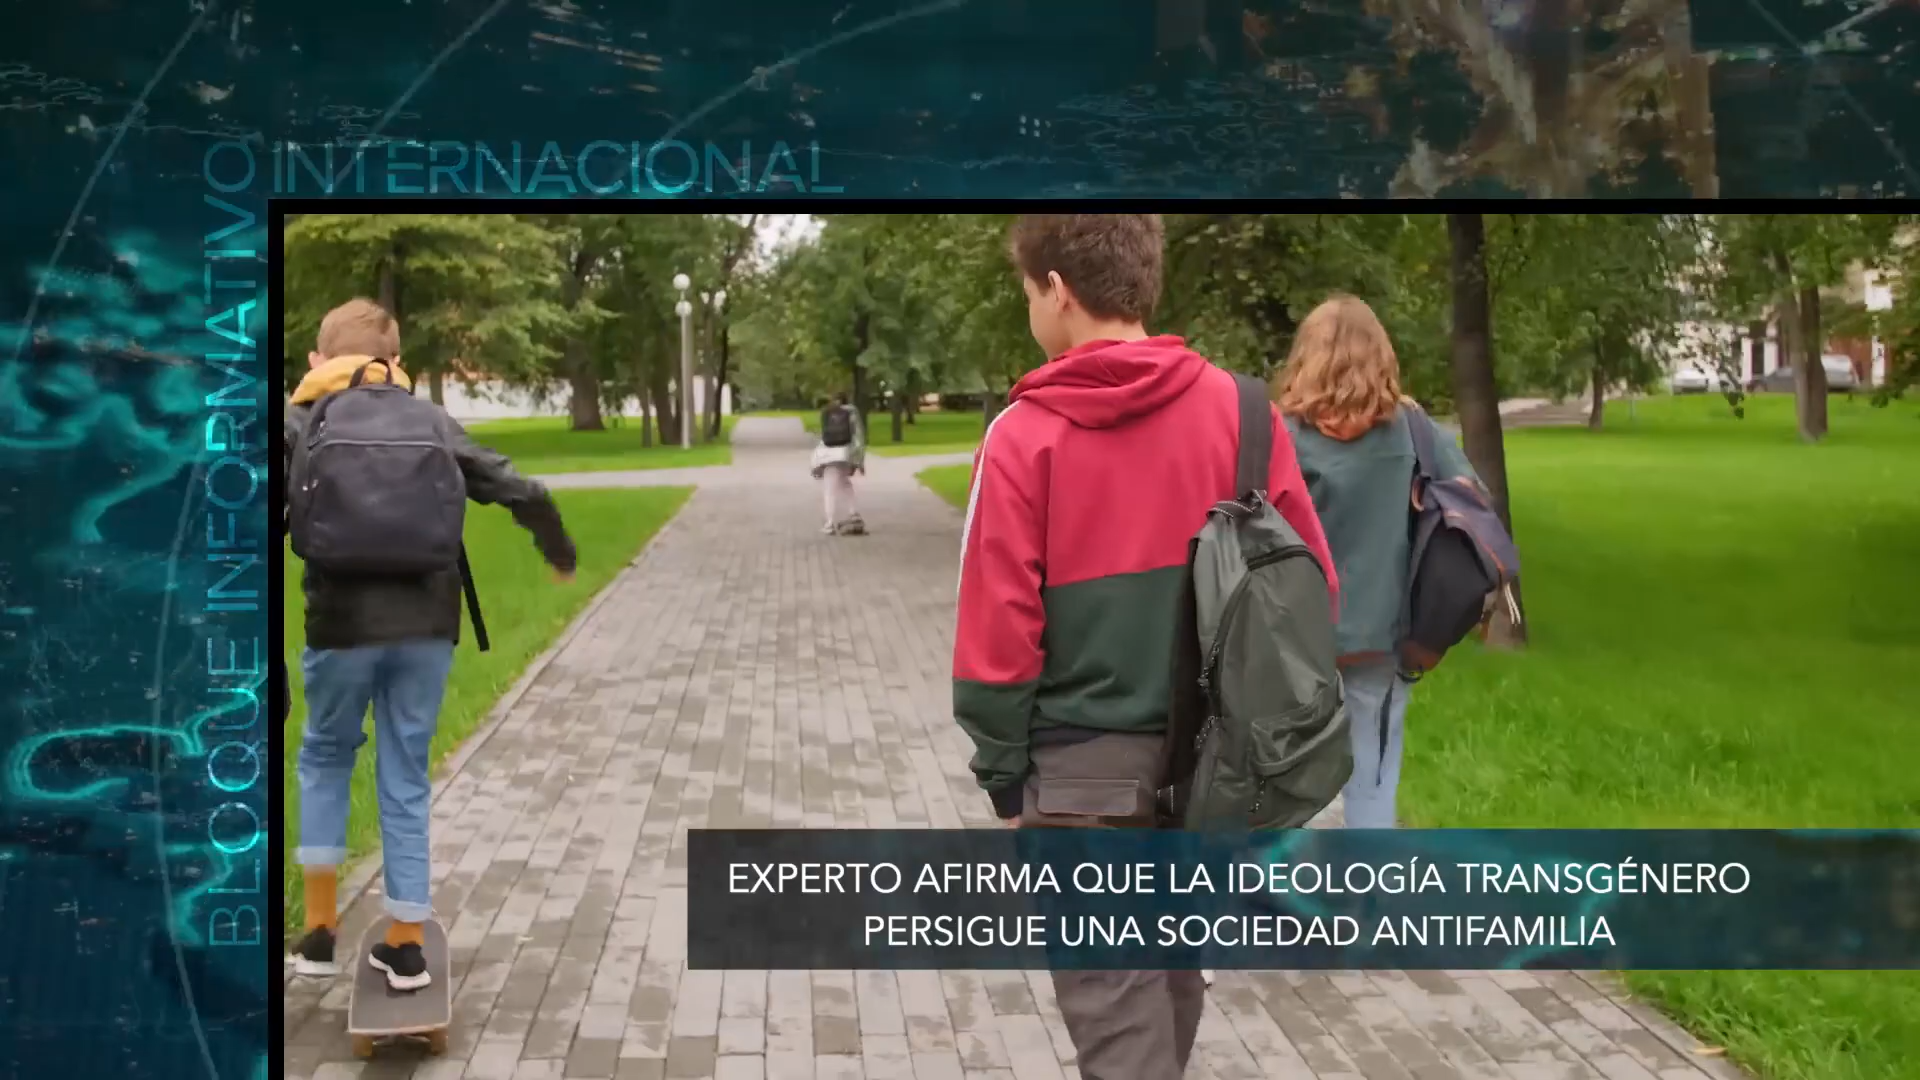 BLOQUE INFORMATIVO
INTERNACIONAL
EXPERTO AFIRMA QUE LA IDEOLOGÍA TRANSGÉNERO
PERSIGUE UNA SOCIEDAD ANTIFAMILIA